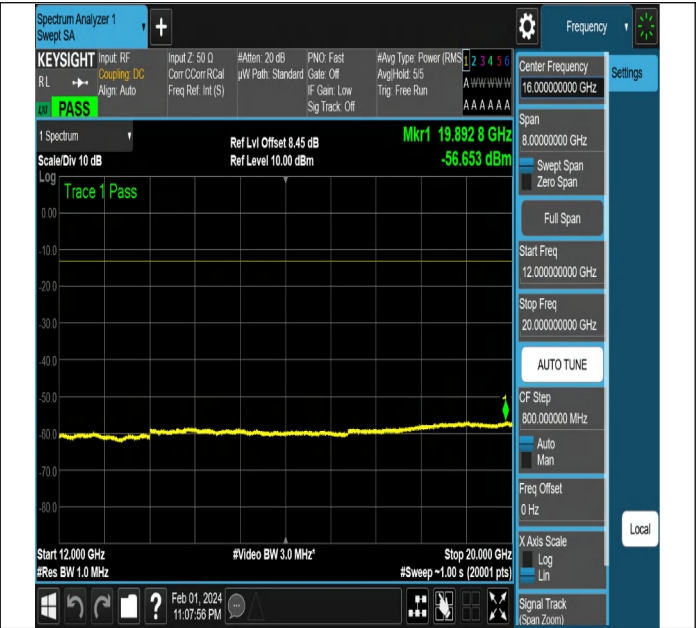 Spectrum Analyzer 1
Swept SA
+
Frequency
KEYSIGHT
Input: RF
Coupling: DC
Align: Auto
RL
PASS
Input Z: 50 Ω
Corr CCorr RCal
Freq Ref: Int (S)
#Atten: 20 dB
µW Path: Standard
PNO: Fast
Gate: Off
IF Gain: Low
Sig Track: Off
#Avg Type: Power (RMS
Avg|Hold: 5/5
Trig: Free Run
1 2 3 4 5 6
A W W W W W
A A A A A A
1 Spectrum
Scale/Div 10 dB
Ref Lvl Offset 8.45 dB
Ref Level 10.00 dBm
Mkr1 19.892 8 GHz
-56.653 dBm
Log
Trace 1 Pass
0.00
-10.0
-20.0
-30.0
-40.0
-50.0
-60.0
-70.0
-80.0
1
Start 12.000 GHz
#Res BW 1.0 MHz
#Video BW 3.0 MHz*
Stop 20.000 GHz
#Sweep ~1.00 s (20001 pts)
Feb 01, 2024
11:07:56 PM
?
Center Frequency
16.000000000 GHz
Settings
Span
8.00000000 GHz
Swept Span
Zero Span
Full Span
Start Freq
12.000000000 GHz
Stop Freq
20.000000000 GHz
AUTO TUNE
CF Step
800.000000 MHz
Auto
Man
Freq Offset
0 Hz
X Axis Scale
Log
Lin
Local
Signal Track
(Span Zoom)